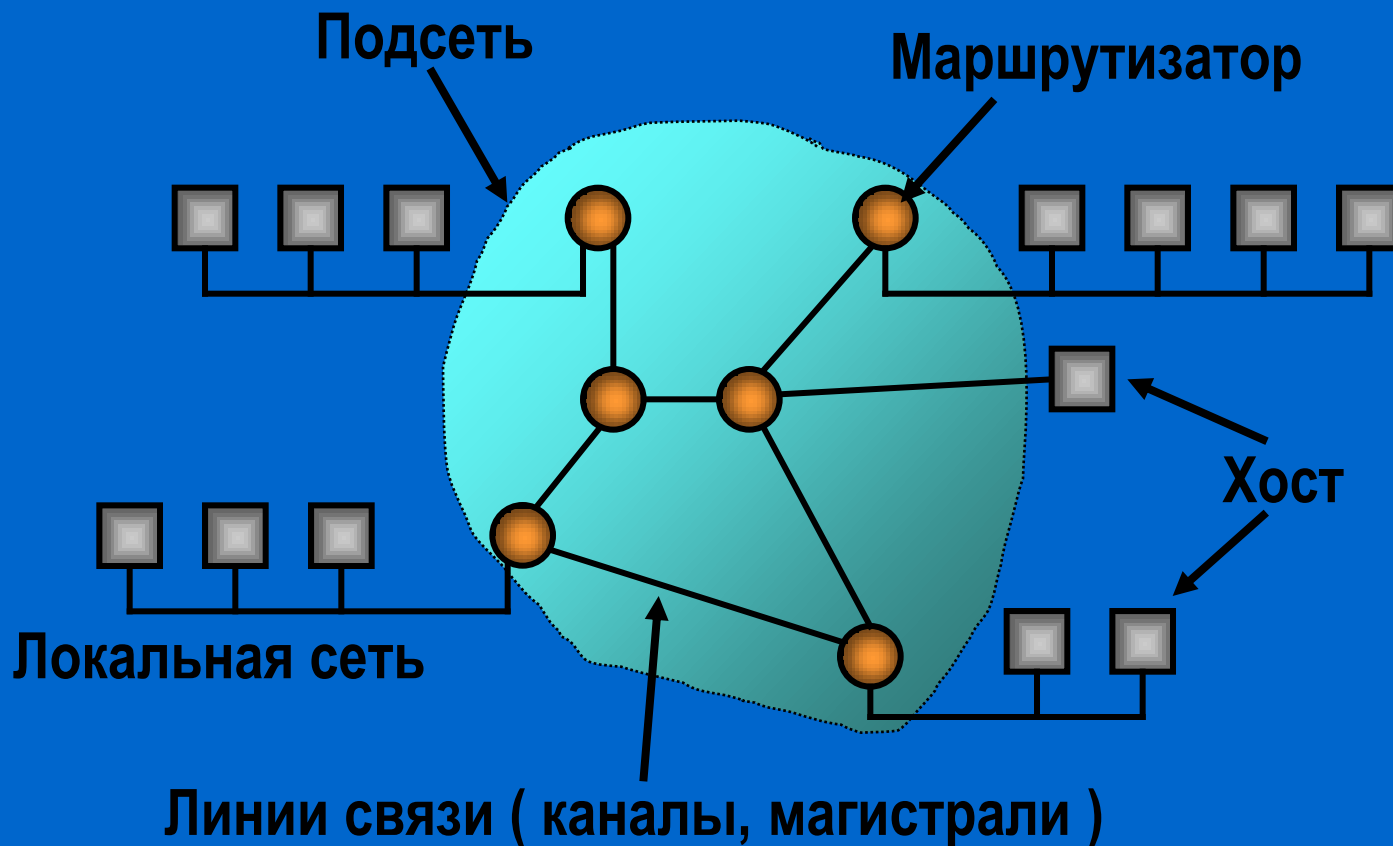 Подсеть
Маршрутизатор
Хост
Локальная сеть
Линии связи ( каналы, магистрали )